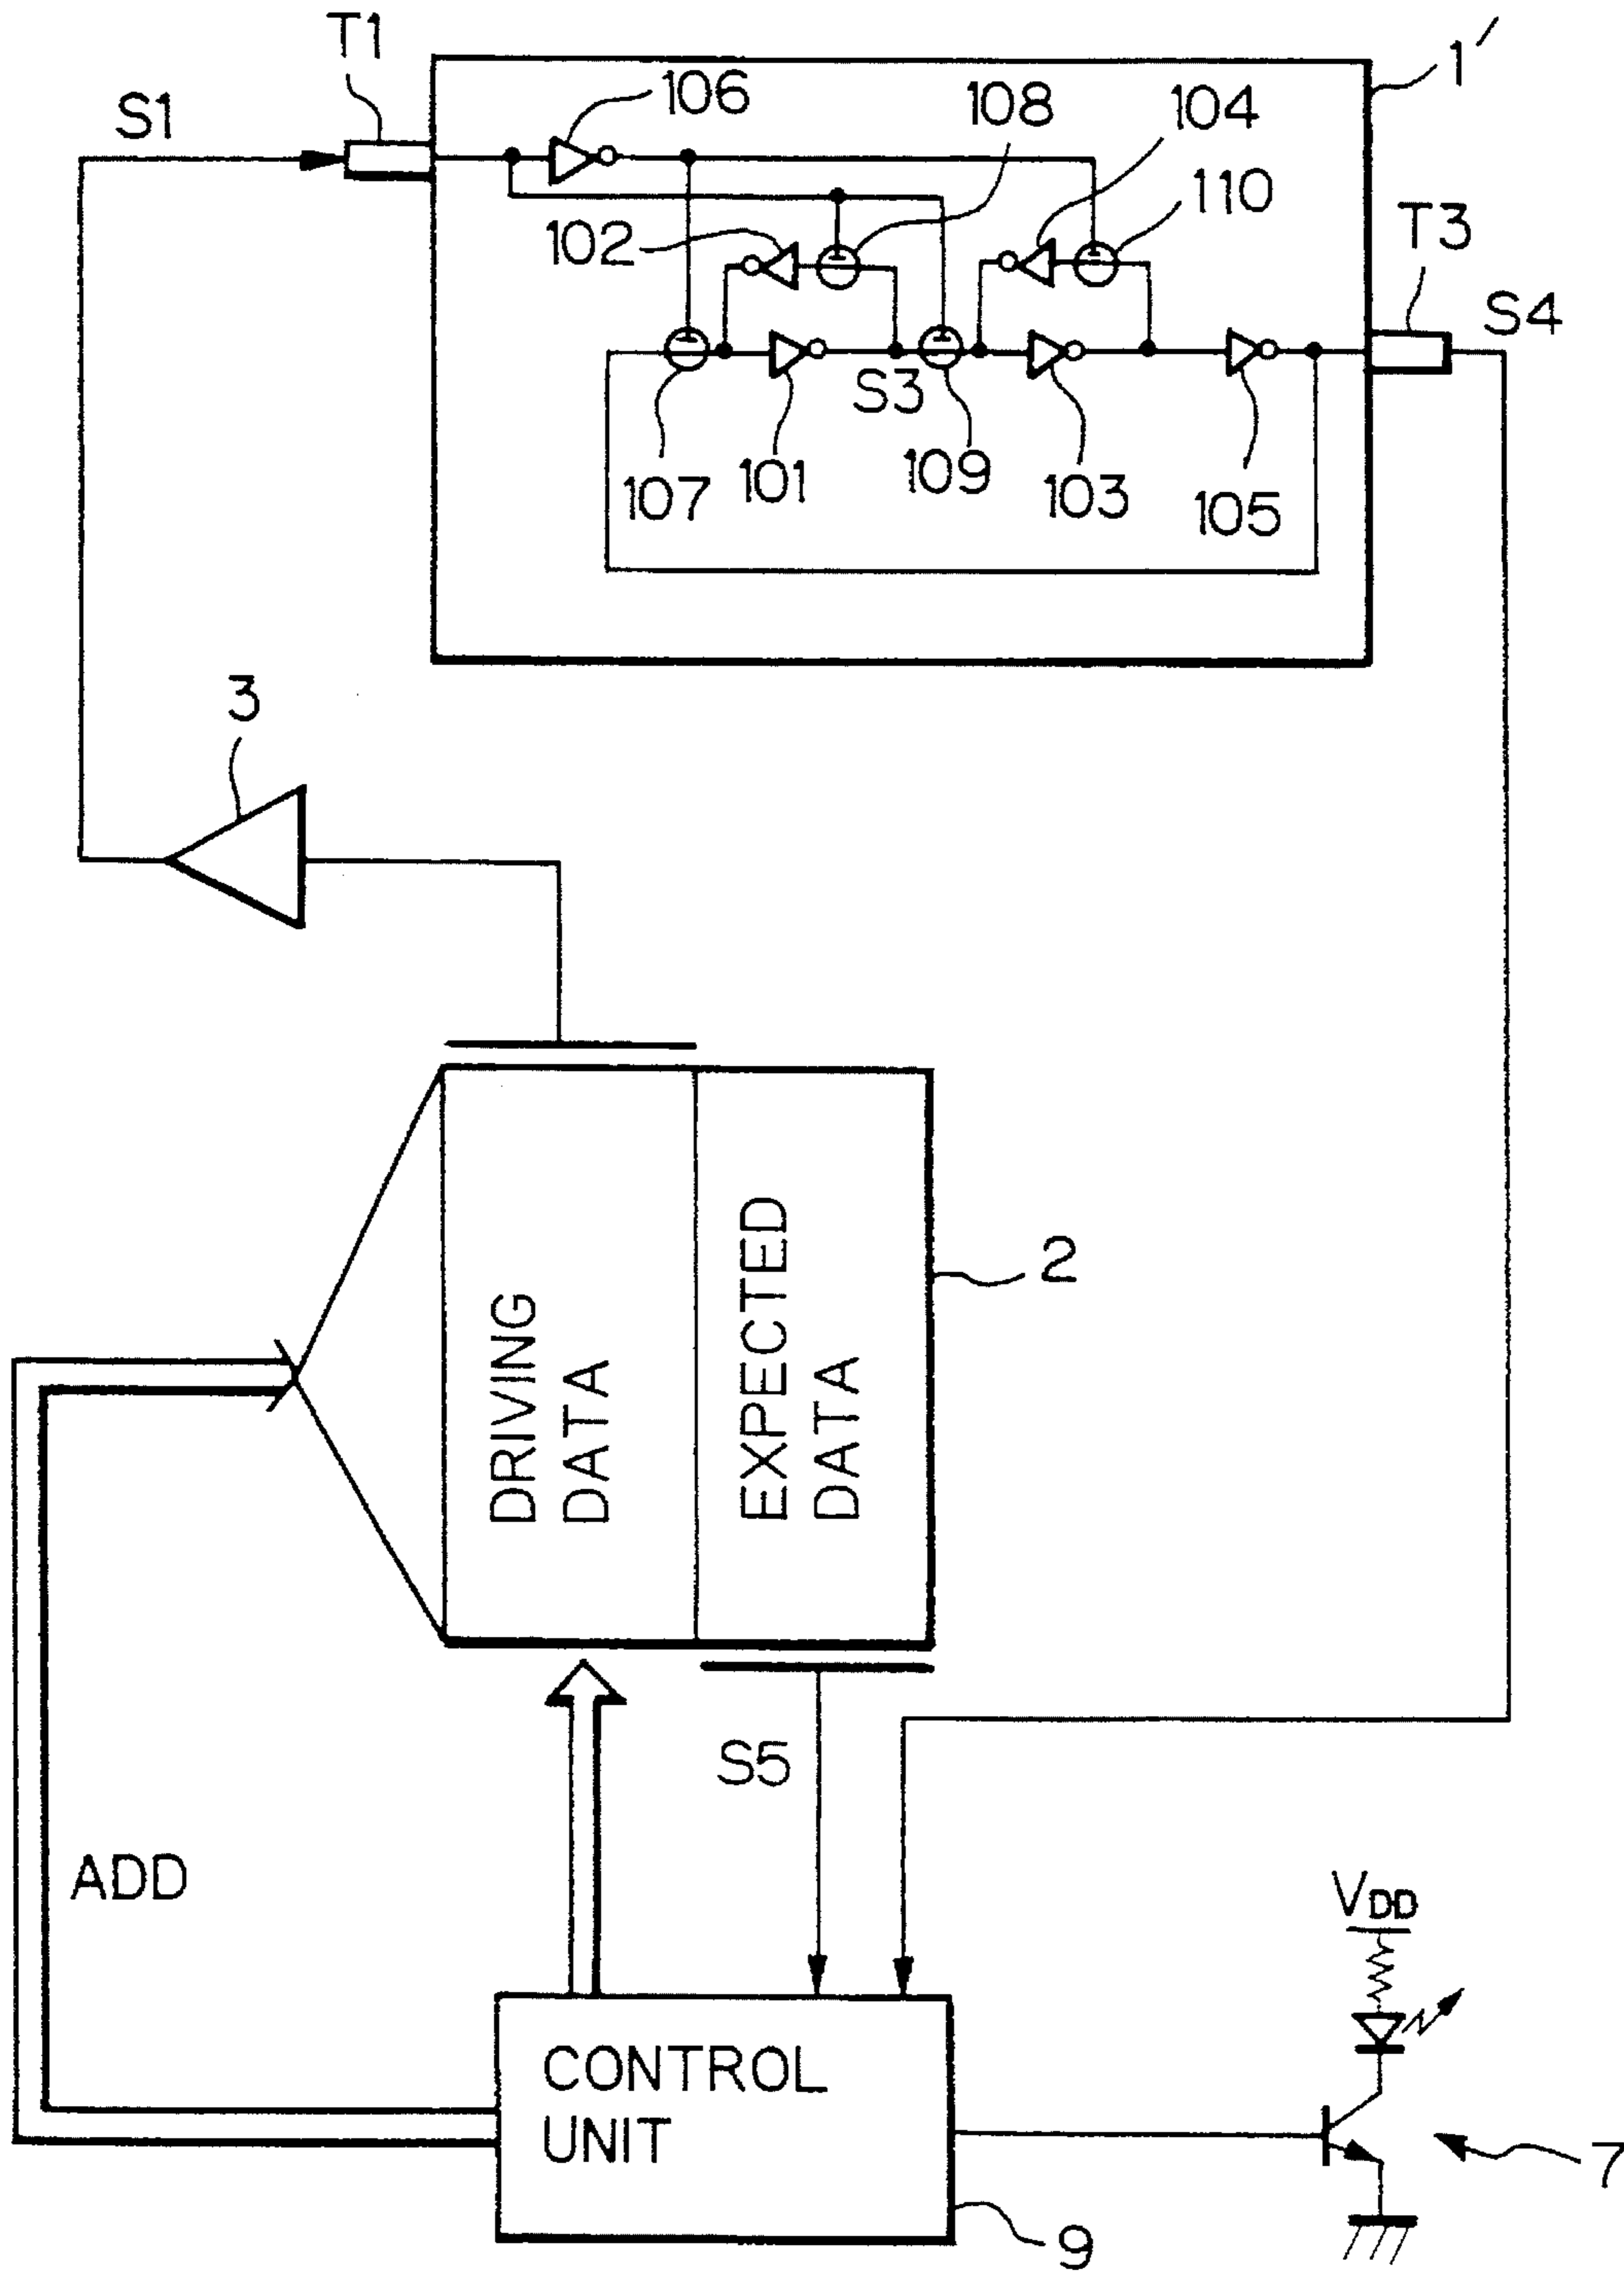 T1
1′
S1
106
108
104
110
T3
102
S4
S3
107
101
109
103
105
3
DRIVING
DATA
EXPECTED
DATA
2
S5
ADD
VDD
CONTROL
UNIT
7
9